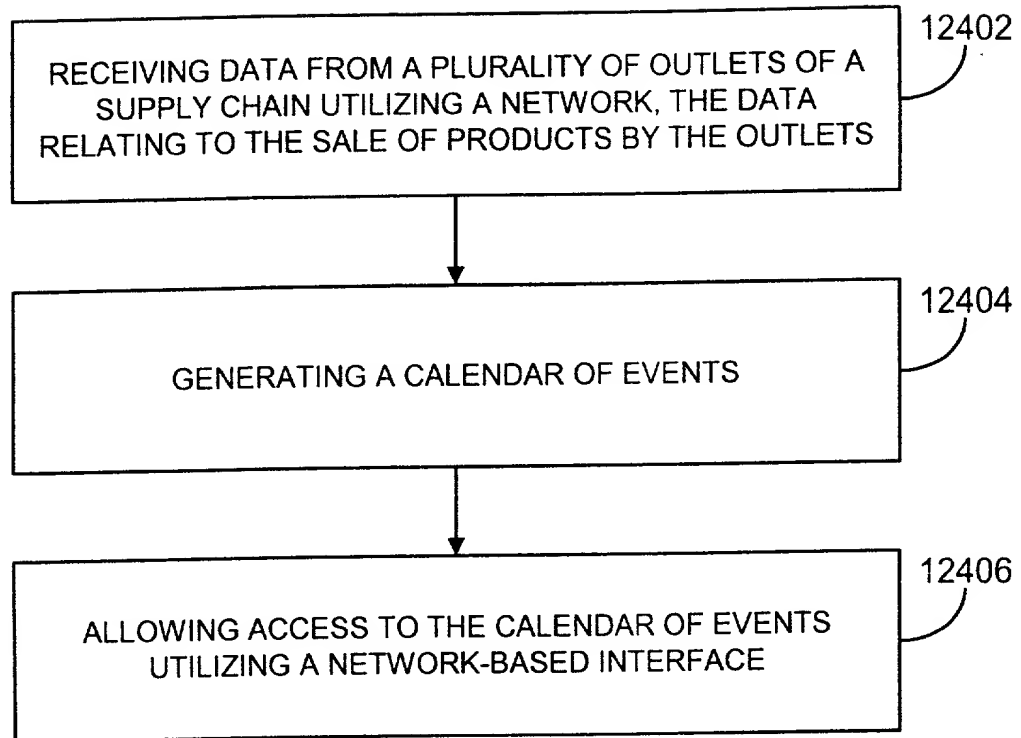 12402
RECEIVING DATA FROM A PLURALITY OF OUTLETS OF A
SUPPLY CHAIN UTILIZING A NETWORK, THE DATA
RELATING TO THE SALE OF PRODUCTS BY THE OUTLETS
12404
GENERATING A CALENDAR OF EVENTS
12406
ALLOWING ACCESS TO THE CALENDAR OF EVENTS
UTILIZING A NETWORK-BASED INTERFACE